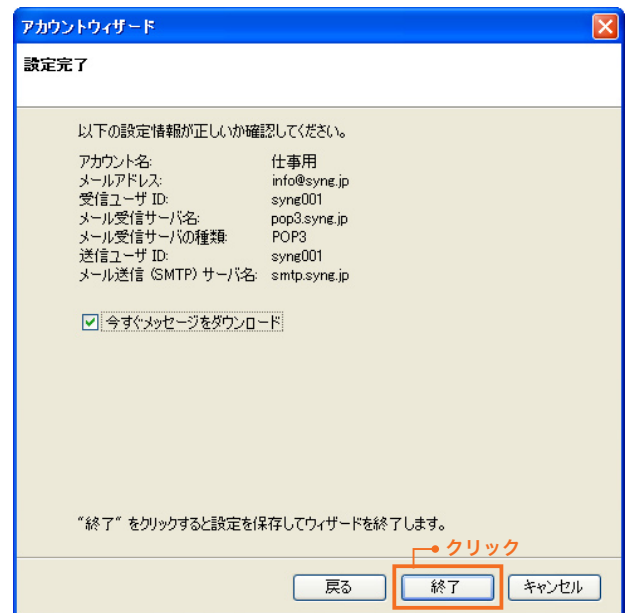 アカウントウィザード
設定完了
以下の設定情報が正しいか確認してください。
アカウント名: 仕事用
メールアドレス: info@syng.jp
受信ユーザ ID: syng001
メール受信サーバ名: pop3.syng.jp
メール受信サーバの種類: POP3
送信ユーザ ID: syng001
メール送信 (SMTP) サーバ名: smtp.syng.jp
今すぐメッセージをダウンロード
“終了” をクリックすると設定を保存してウィザードを終了します。
クリック
戻る 終了 キャンセル